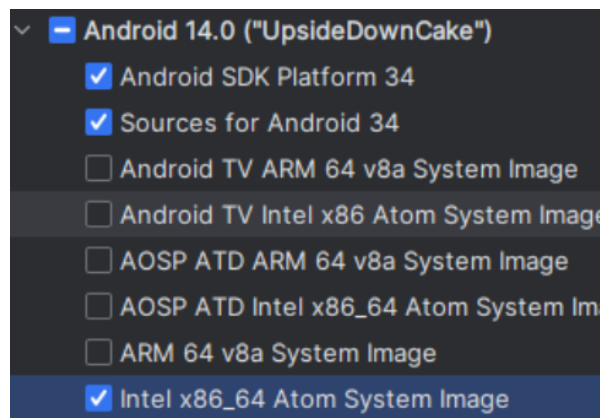 Android 14.0 ("UpsideDownCake")
Android SDK Platform 34
Sources for Android 34
Android TV ARM 64 v8a System Image
Android TV Intel x86 Atom System Image
AOSP ATD ARM 64 v8a System Image
AOSP ATD Intel x86_64 Atom System
ARM 64 v8a System Image
Intel x86_64 Atom System Image